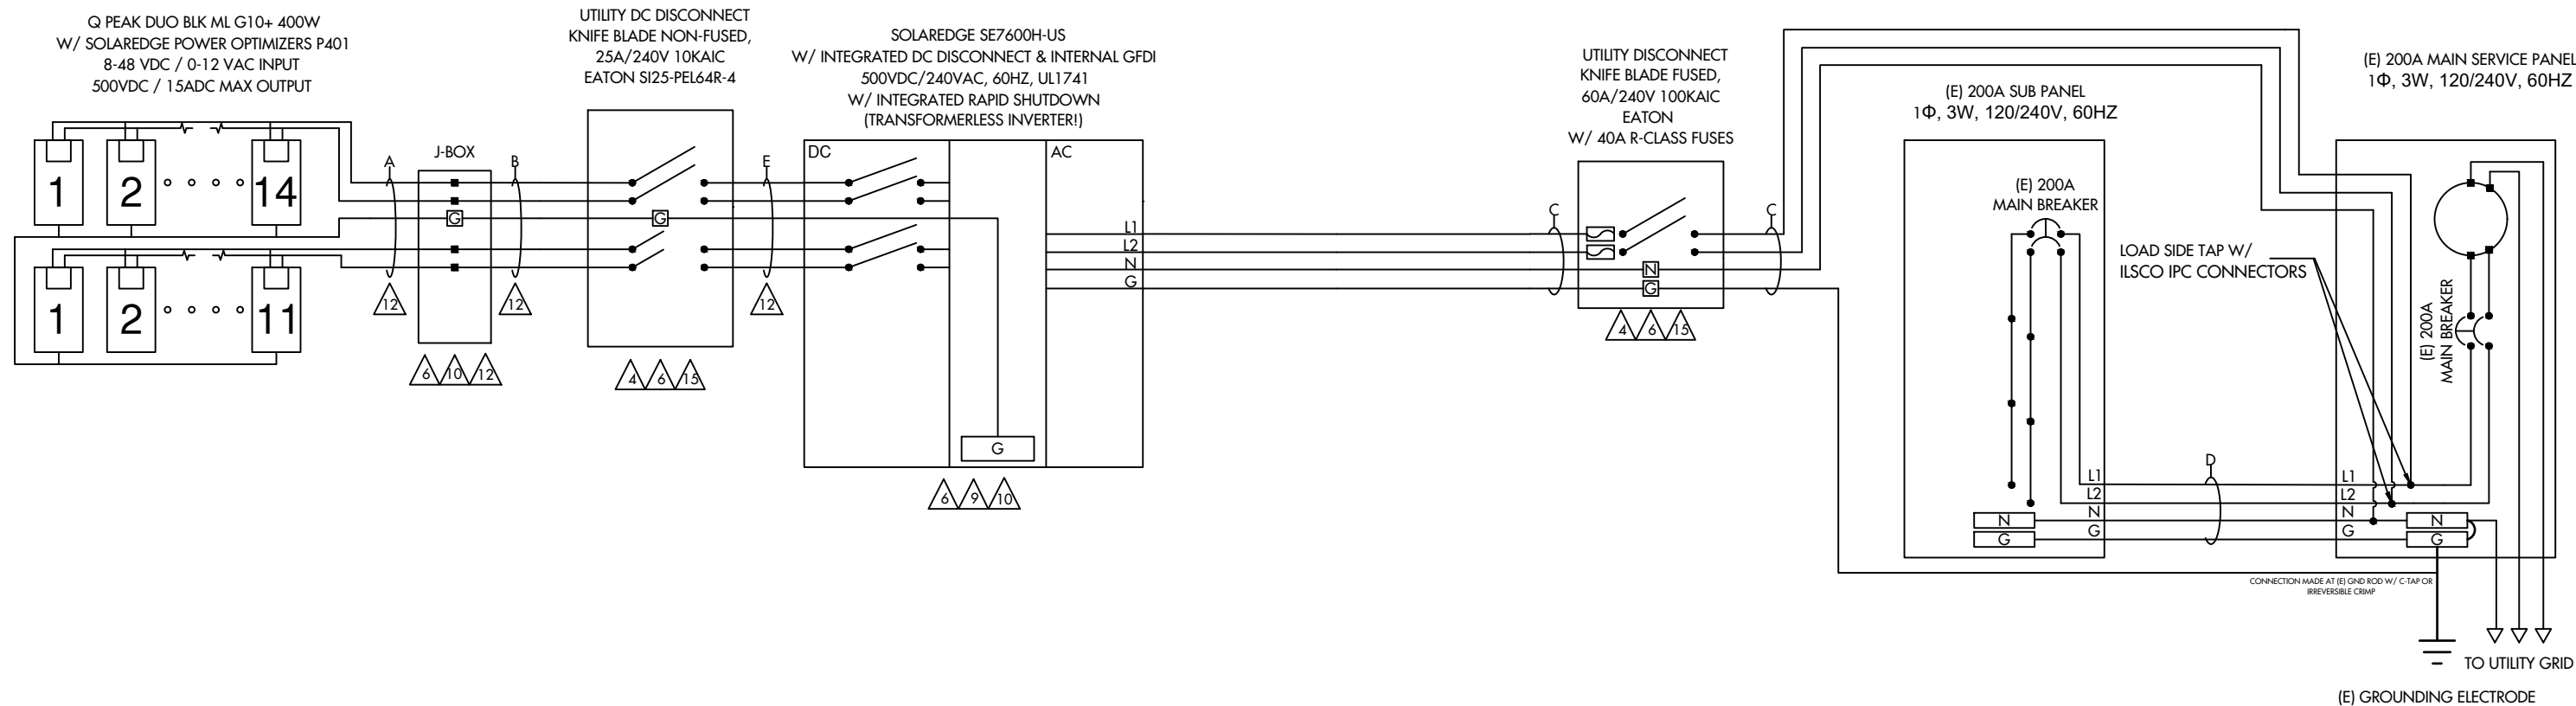 Q PEAK DUO BLK ML G10+ 400W
W/ SOLAREDGE POWER OPTIMIZERS P401
8-48 VDC / 0-12 VAC INPUT
500VDC / 15ADC MAX OUTPUT
UTILITY DC DISCONNECT
KNIFE BLADE NON-FUSED,
25A/240V 10KAIC
EATON SI25-PEL64R-4
SOLAREDGE SE7600H-US
W/ INTEGRATED DC DISCONNECT & INTERNAL GFDI
500VDC/240VAC, 60HZ, UL1741
W/ INTEGRATED RAPID SHUTDOWN
(TRANSFORMERLESS INVERTER!)
UTILITY DISCONNECT
KNIFE BLADE FUSED,
60A/240V 100KAIC
EATON
W/ 40A R-CLASS FUSES
(E) 200A SUB PANEL
1Φ, 3W, 120/240V, 60HZ
(E) 200A MAIN SERVICE PANEL
1Φ, 3W, 120/240V, 60HZ
1
2
14
1
2
11
A
12
J-BOX
G
6
10
12
B
12
G
4
6
15
E
12
DC
AC
G
6
9
10
L1
L2
N
G
C
N
G
4
6
15
C
(E) 200A
MAIN BREAKER
N
G
L1
L2
N
G
D
LOAD SIDE TAP W/
ILSCO IPC CONNECTORS
L1
L2
N
G
(E) 200A
MAIN BREAKER
N
G
CONNECTION MADE AT (E) GND ROD W/ C-TAP OR
IRREVERSIBLE CRIMP
TO UTILITY GRID
(E) GROUNDING ELECTRODE